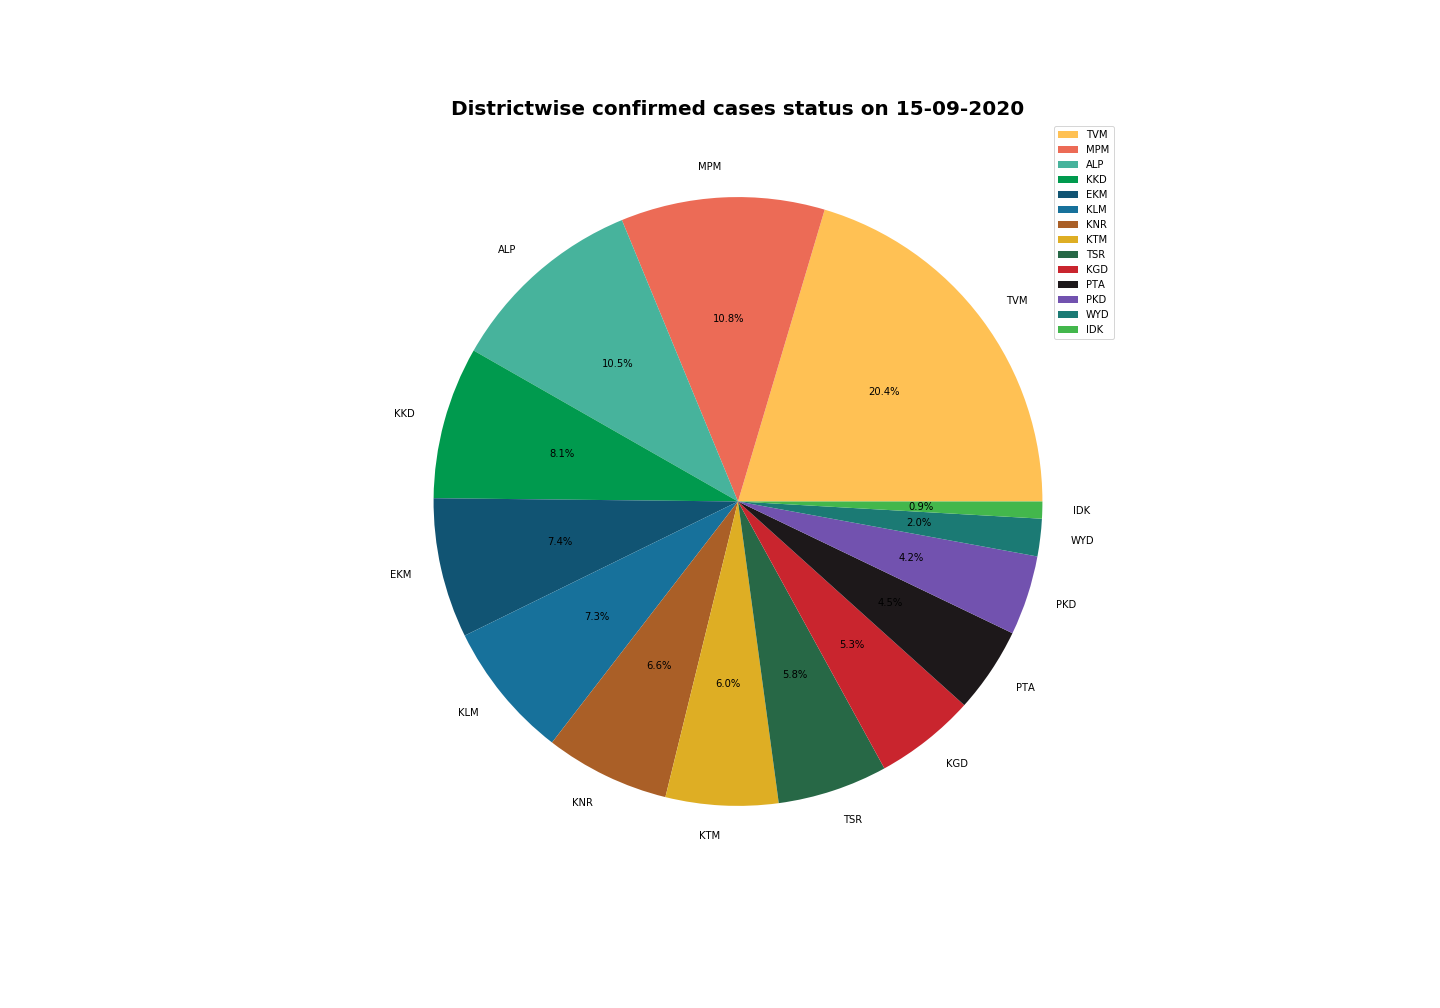 Districtwise confirmed cases status on 15-09-2020
TVM
MPM
ALP
KKD
EKM
KLM
KNR
KTM
TSR
KGD
PTA
PKD
WYD
IDK
MPM
ALP
TVM
10.8%
10.5%
20.4%
KKD
8.1%
0.9%
IDK
2.0%
WYD
7.4%
4.2%
EKM
4.5%
PKD
7.3%
5.3%
6.6%
5.8%
6.0%
PTA
KLM
KGD
KNR
TSR
KTM